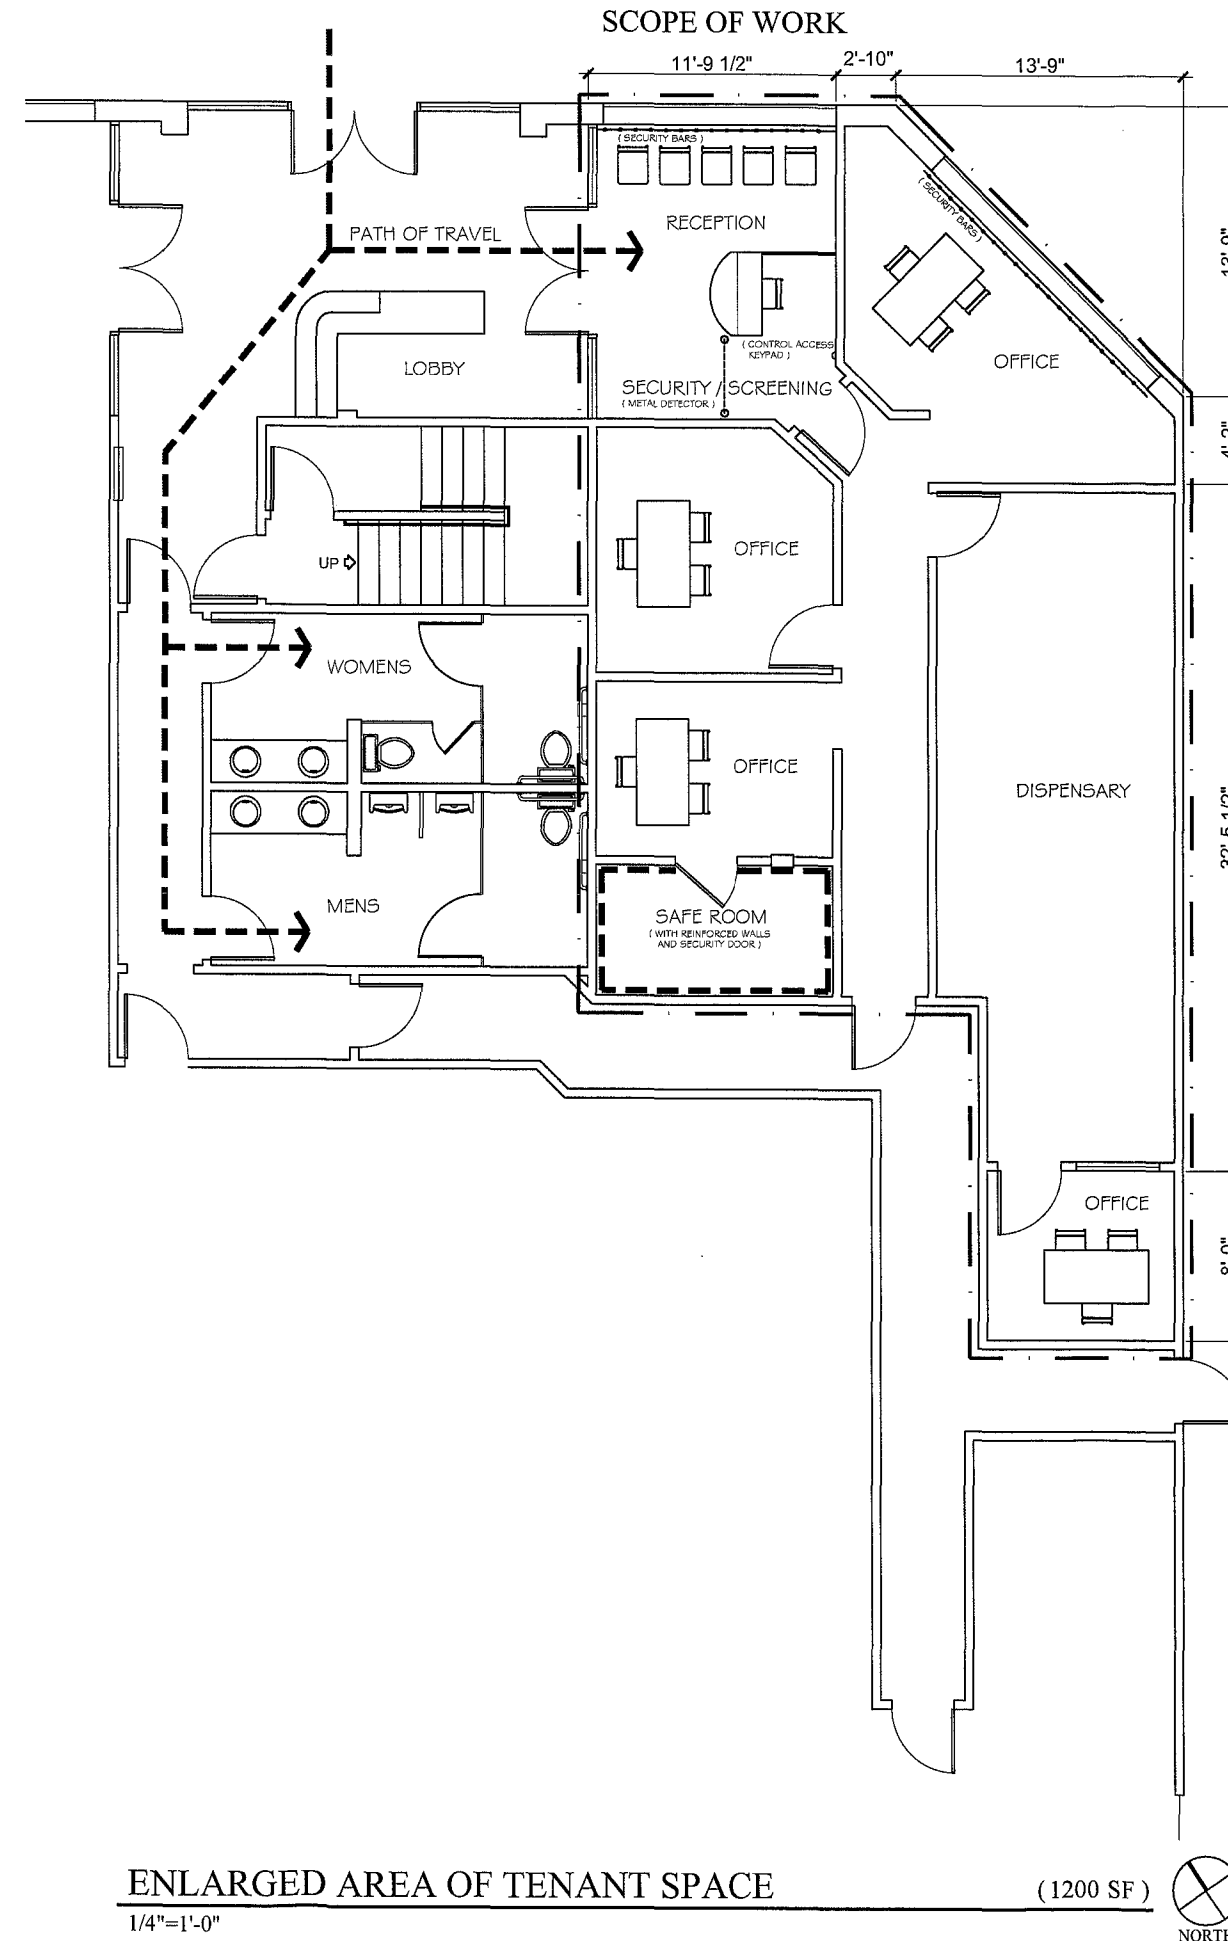 SCOPE OF WORK
11'-9 1/2"
2'-10"
13'-9"
( SECURITY BARS )
RECEPTION
( SECURITY BARS )
PATH OF TRAVEL
( CONTROL ACCESS
KEYPAD )
OFFICE
LOBBY
SECURITY / SCREENING
( METAL DETECTOR )
OFFICE
UP
WOMENS
OFFICE
DISPENSARY
MENS
SAFE ROOM
( WITH REINFORCED WALLS
AND SECURITY DOOR )
OFFICE
ENLARGED AREA OF TENANT SPACE
( 1200 SF )
1/4"=1'-0"
NORTH